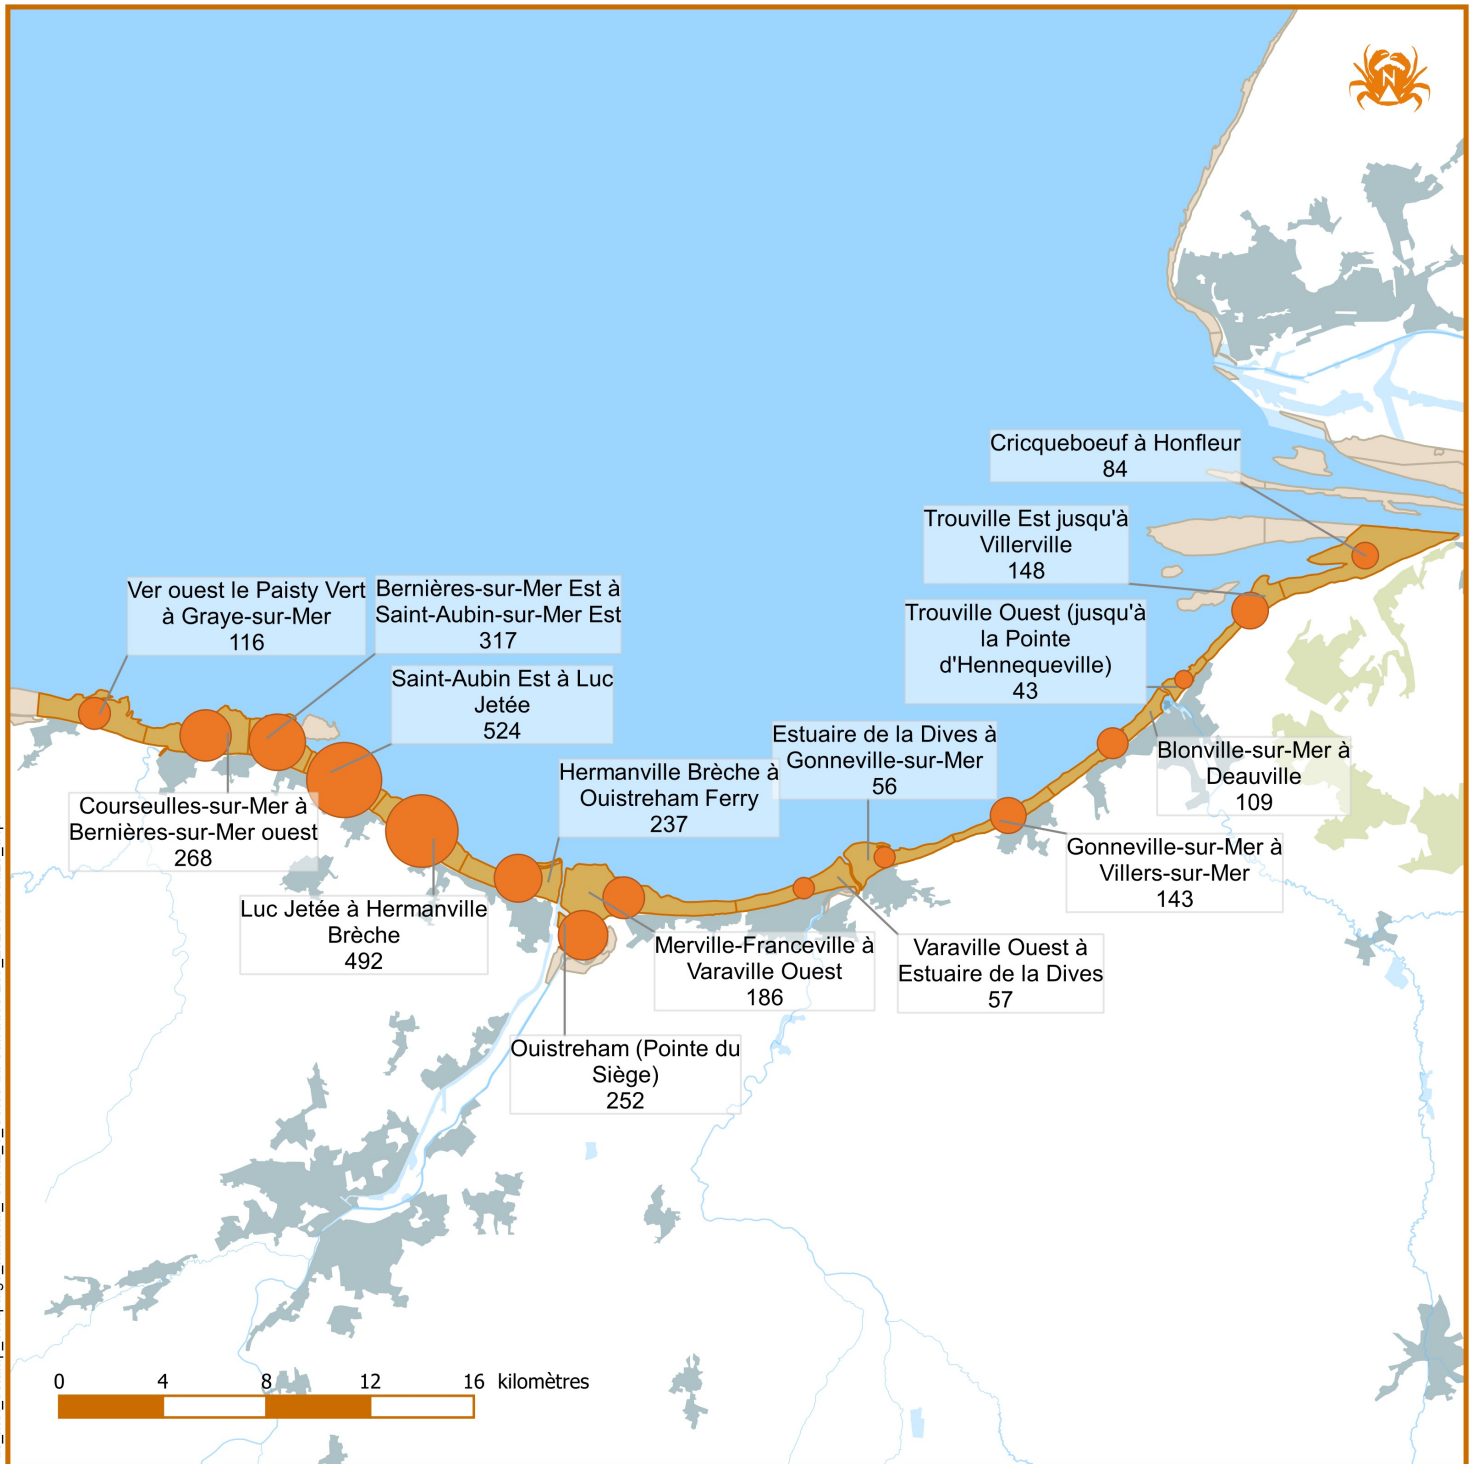 N
Cricqueboeuf à Honfleur
84
Trouville Est jusqu'à
Villerville
148
Ver ouest le Paisty Vert
à Graye-sur-Mer
116
Bernières-sur-Mer Est à
Saint-Aubin-sur-Mer Est
317
Trouville Ouest (jusqu'à
la Pointe
d'Hennequeville)
43
Saint-Aubin Est à Luc
Jetée
524
Estuaire de la Dives à
Gonneville-sur-Mer
56
Blonville-sur-Mer à
Deauville
109
Hermanville Brèche à
Ouistreham Ferry
237
Courseulles-sur-Mer à
Bernières-sur-Mer ouest
268
Gonneville-sur-Mer à
Villers-sur-Mer
143
Luc Jetée à Hermanville
Brèche
492
Merville-Franceville à
Varaville Ouest
186
Varaville Ouest à
Estuaire de la Dives
57
Ouistreham (Pointe du
Siège)
252
0 4 8 12 16 kilomètres